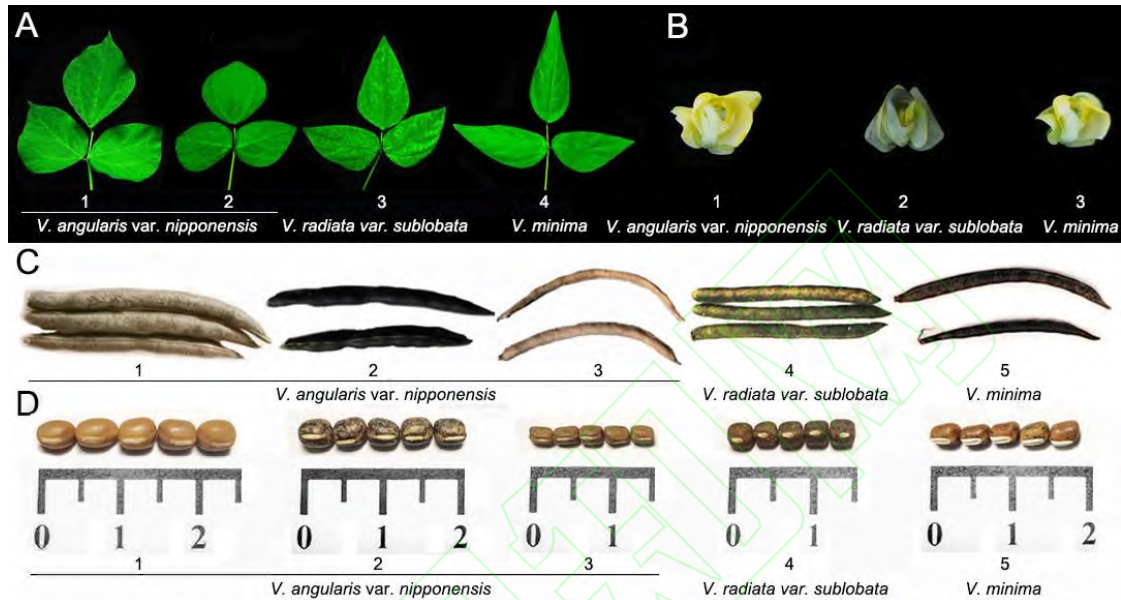 A
B
1 2 3 4 1 2 3
V. angularis var. nipponensis V. radiata var. sublobata V. minima V. angularis var. nipponensis V. radiata var. sublobata V. minima
C
1 2 3 4 5
V. angularis var. nipponensis V. radiata var. sublobata V. minima
D
0 1 2 0 1 2 0 1 0 1 0 1 2
1 2 3 4 5
V. angularis var. nipponensis V. radiata var. sublobata V. minima